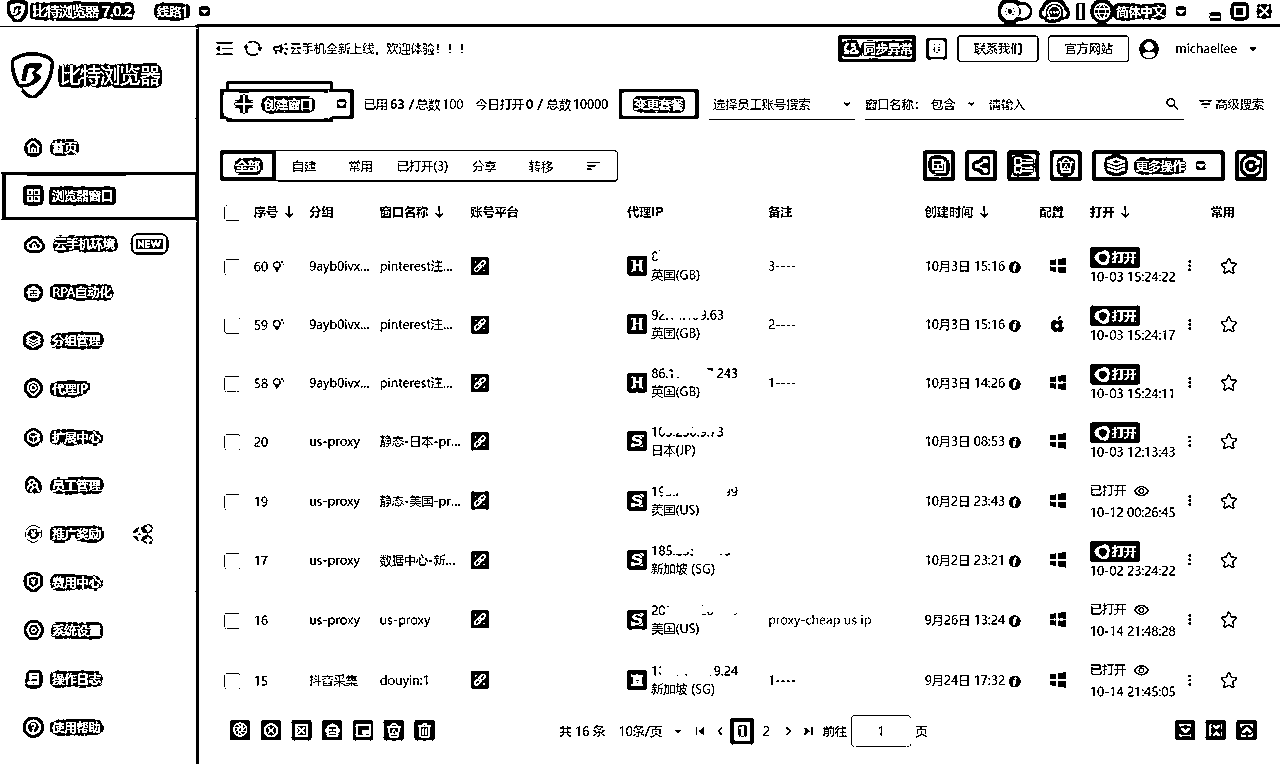 比特浏览器 7.0.2 线路1 简体中文
比特浏览器
云手机全新上线，欢迎体验！！！ 同步异常 联系我们 官方网站 michaellee
创建窗口 已用 63 / 总数100 今日打开 0 / 总数 10000 变更套餐 选择员工账号搜索 窗口名称: 包含 请输入 高级搜索
首页
浏览器窗口
云手机环境 NEW
RPA自动化
分组管理
代理IP
扩展中心
员工管理
推广奖励
费用中心
系统设置
操作日志
使用帮助
全部 自建 常用 已打开(3) 分享 转移 更多操作
序号 分组 窗口名称 账号平台 代理IP 备注 创建时间 配置 打开 常用
60 9ayb0ivx... pinterest注... 英国(GB) 3---- 10月3日 15:16 打开 10-03 15:24:22
59 9ayb0ivx... pinterest注... 9.63 英国(GB) 2---- 10月3日 15:16 打开 10-03 15:24:17
58 9ayb0ivx... pinterest注... 243 英国(GB) 1---- 10月3日 14:26 打开 10-03 15:24:11
20 us-proxy 静态-日本-pr... 日本(JP) 10月3日 08:53 打开 10-03 12:13:43
19 us-proxy 静态-美国-pr... 美国(US) 10月2日 23:43 已打开 10-12 00:26:45
17 us-proxy 数据中心-新... 185. 新加坡 (SG) 10月2日 23:21 打开 10-02 23:24:22
16 us-proxy us-proxy 美国(US) proxy-cheap us ip 9月26日 13:24 已打开 10-14 21:48:28
15 抖音采集 douyin:1 9.24 新加坡 (SG) 1---- 9月24日 17:32 已打开 10-14 21:45:05
共 16 条 10条/页 1 2 前往 1 页